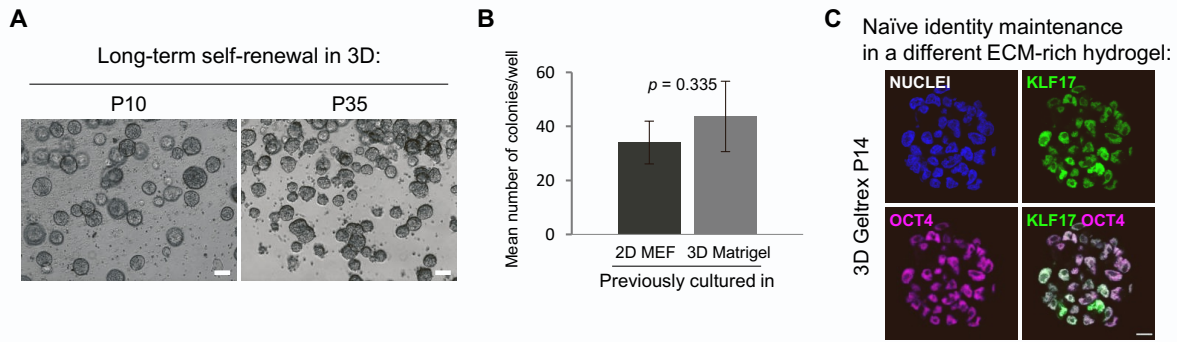 A
Long-term self-renewal in 3D:
P10
P35
B
Mean number of colonies/well
60
40
20
0
p = 0.335
2D MEF
3D Matrigel
Previously cultured in
C
Naïve identity maintenance
in a different ECM-rich hydrogel:
3D Geltrex P14
NUCLEI
KLF17
OCT4
KLF17 OCT4